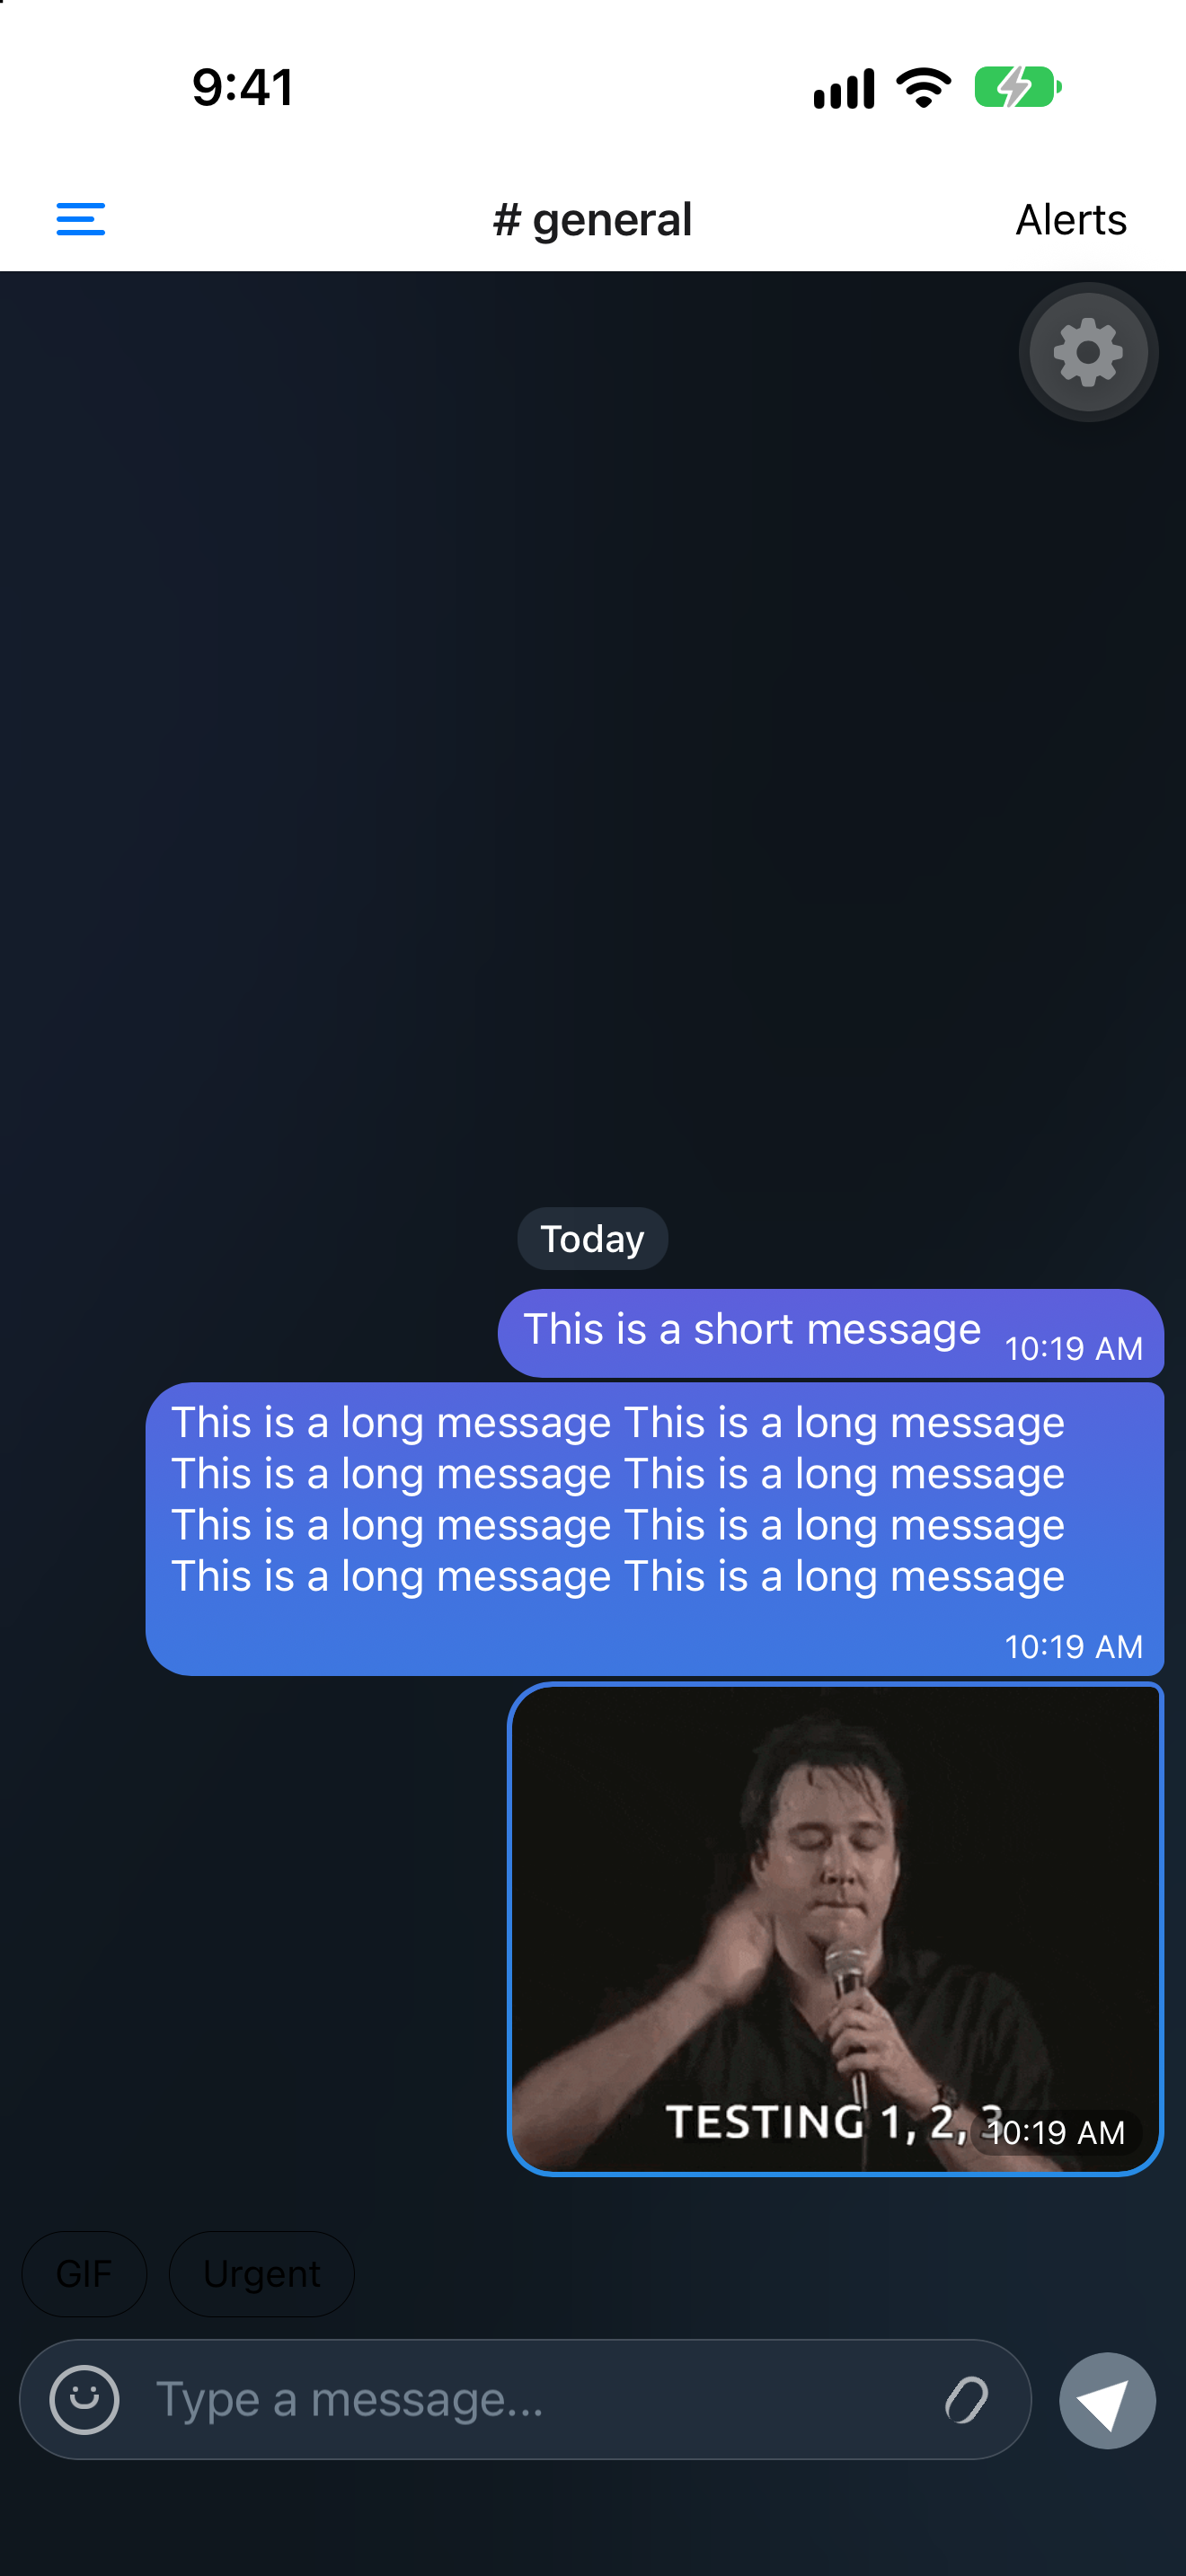 9:41
# general
Alerts
Today
This is a short message
10:19 AM
This is a long message This is a long message
This is a long message This is a long message
This is a long message This is a long message
This is a long message This is a long message
10:19 AM
TESTING 1, 2, 3
10:19 AM
GIF
Urgent
Type a message...